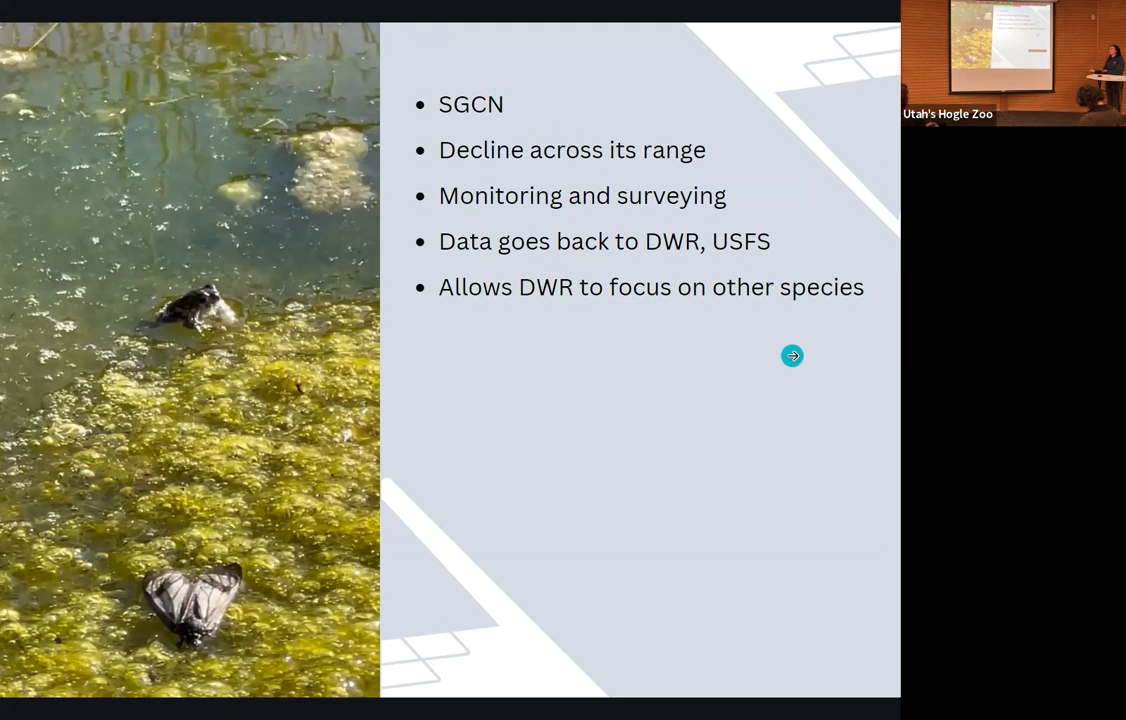 SGCN
Decline across its range
Monitoring and surveying
Data goes back to DWR, USFS
Allows DWR to focus on other species
Utah's Hogle Zoo